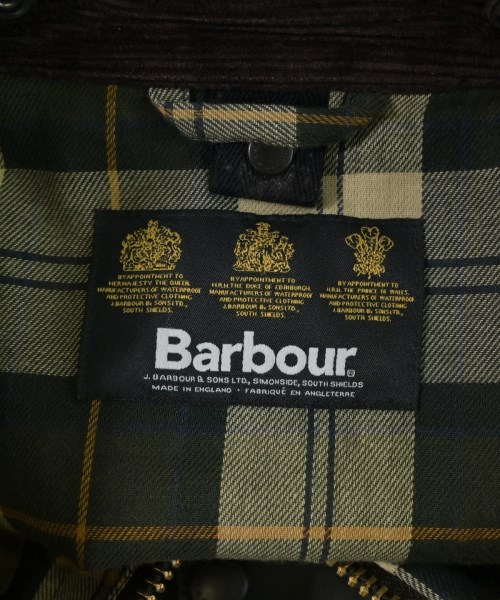 BY APPOINTMENT TO
HER MAJESTY THE QUEEN
MANUFACTURERS OF WATERPROOF
AND PROTECTIVE CLOTHING
J. BARBOUR & SONS LTD.,
SOUTH SHIELDS.
BY APPOINTMENT TO
H.R.H. THE DUKE OF EDINBURGH.
MANUFACTURERS OF WATERPROOF
AND PROTECTIVE CLOTHING
J. BARBOUR & SONS LTD.,
SOUTH SHIELDS.
BY APPOINTMENT TO
H.R.H. THE PRINCE OF WALES.
MANUFACTURERS OF WATERPROOF
AND PROTECTIVE CLOTHING
J. BARBOUR & SONS LTD.,
SOUTH SHIELDS.
Barbour®
J. BARBOUR & SONS LTD., SIMONSIDE, SOUTH SHIELDS
MADE IN ENGLAND · FABRIQUÉ EN ANGLETERRE